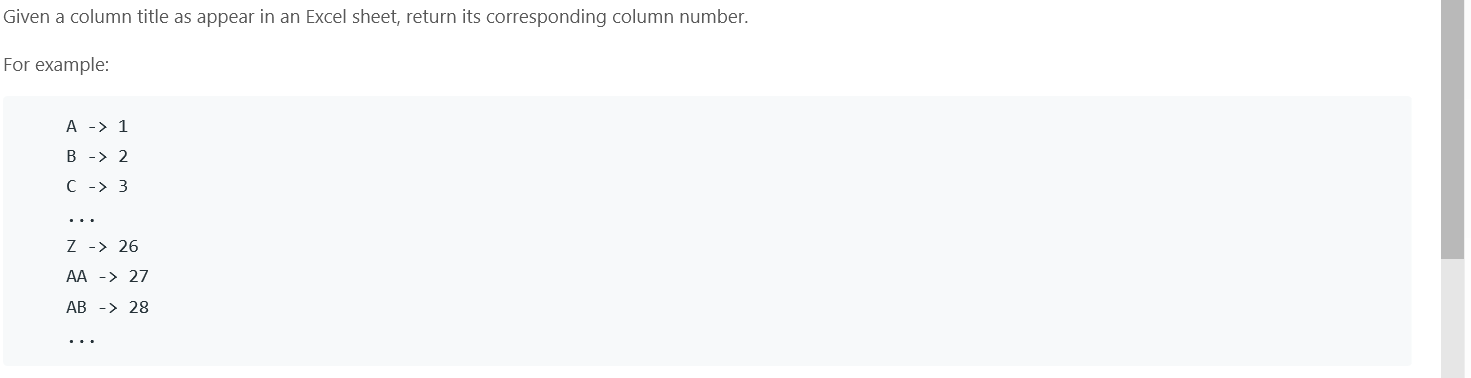 Given a column title as appear in an Excel sheet, return its corresponding column number.
For example:
A -> 1
B -> 2
C -> 3
...
Z -> 26
AA -> 27
AB -> 28
...